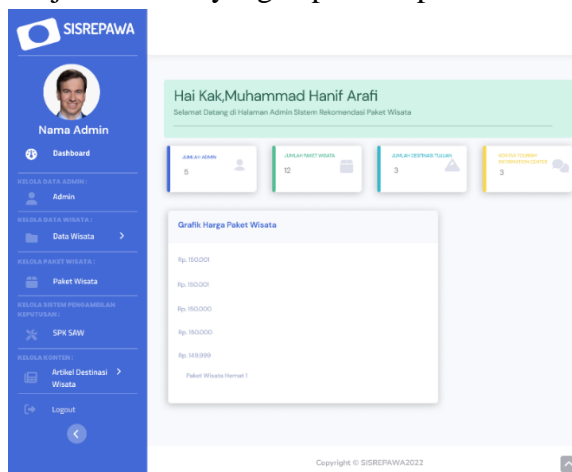 SISREPAWA
Nama Admin
Dashboard
KELOLA DATA ADMIN :
Admin
KELOLA DATA WISATA :
Data Wisata
KELOLA PAKET WISATA :
Paket Wisata
KELOLA SISTEM PENGAMBILAN
KEPUTUSAN :
SPK SAW
KELOLA KONTEN :
Artikel Destinasi
Wisata
Logout
Hai Kak,Muhammad Hanif Arafi
Selamat Datang di Halaman Admin Sistem Rekomendasi Paket Wisata
JUMLAH ADMIN
5
JUMLAH PAKET WISATA
12
JUMLAH DESTINASI TUJUAN
3
INFORMATION CENTER
3
Grafik Harga Paket Wisata
Rp. 150.001
Rp. 150.001
Rp. 150.000
Rp. 150.000
Rp. 149.999
Paket Wisata Hemat 1
Copyright © SISREPAWA2022